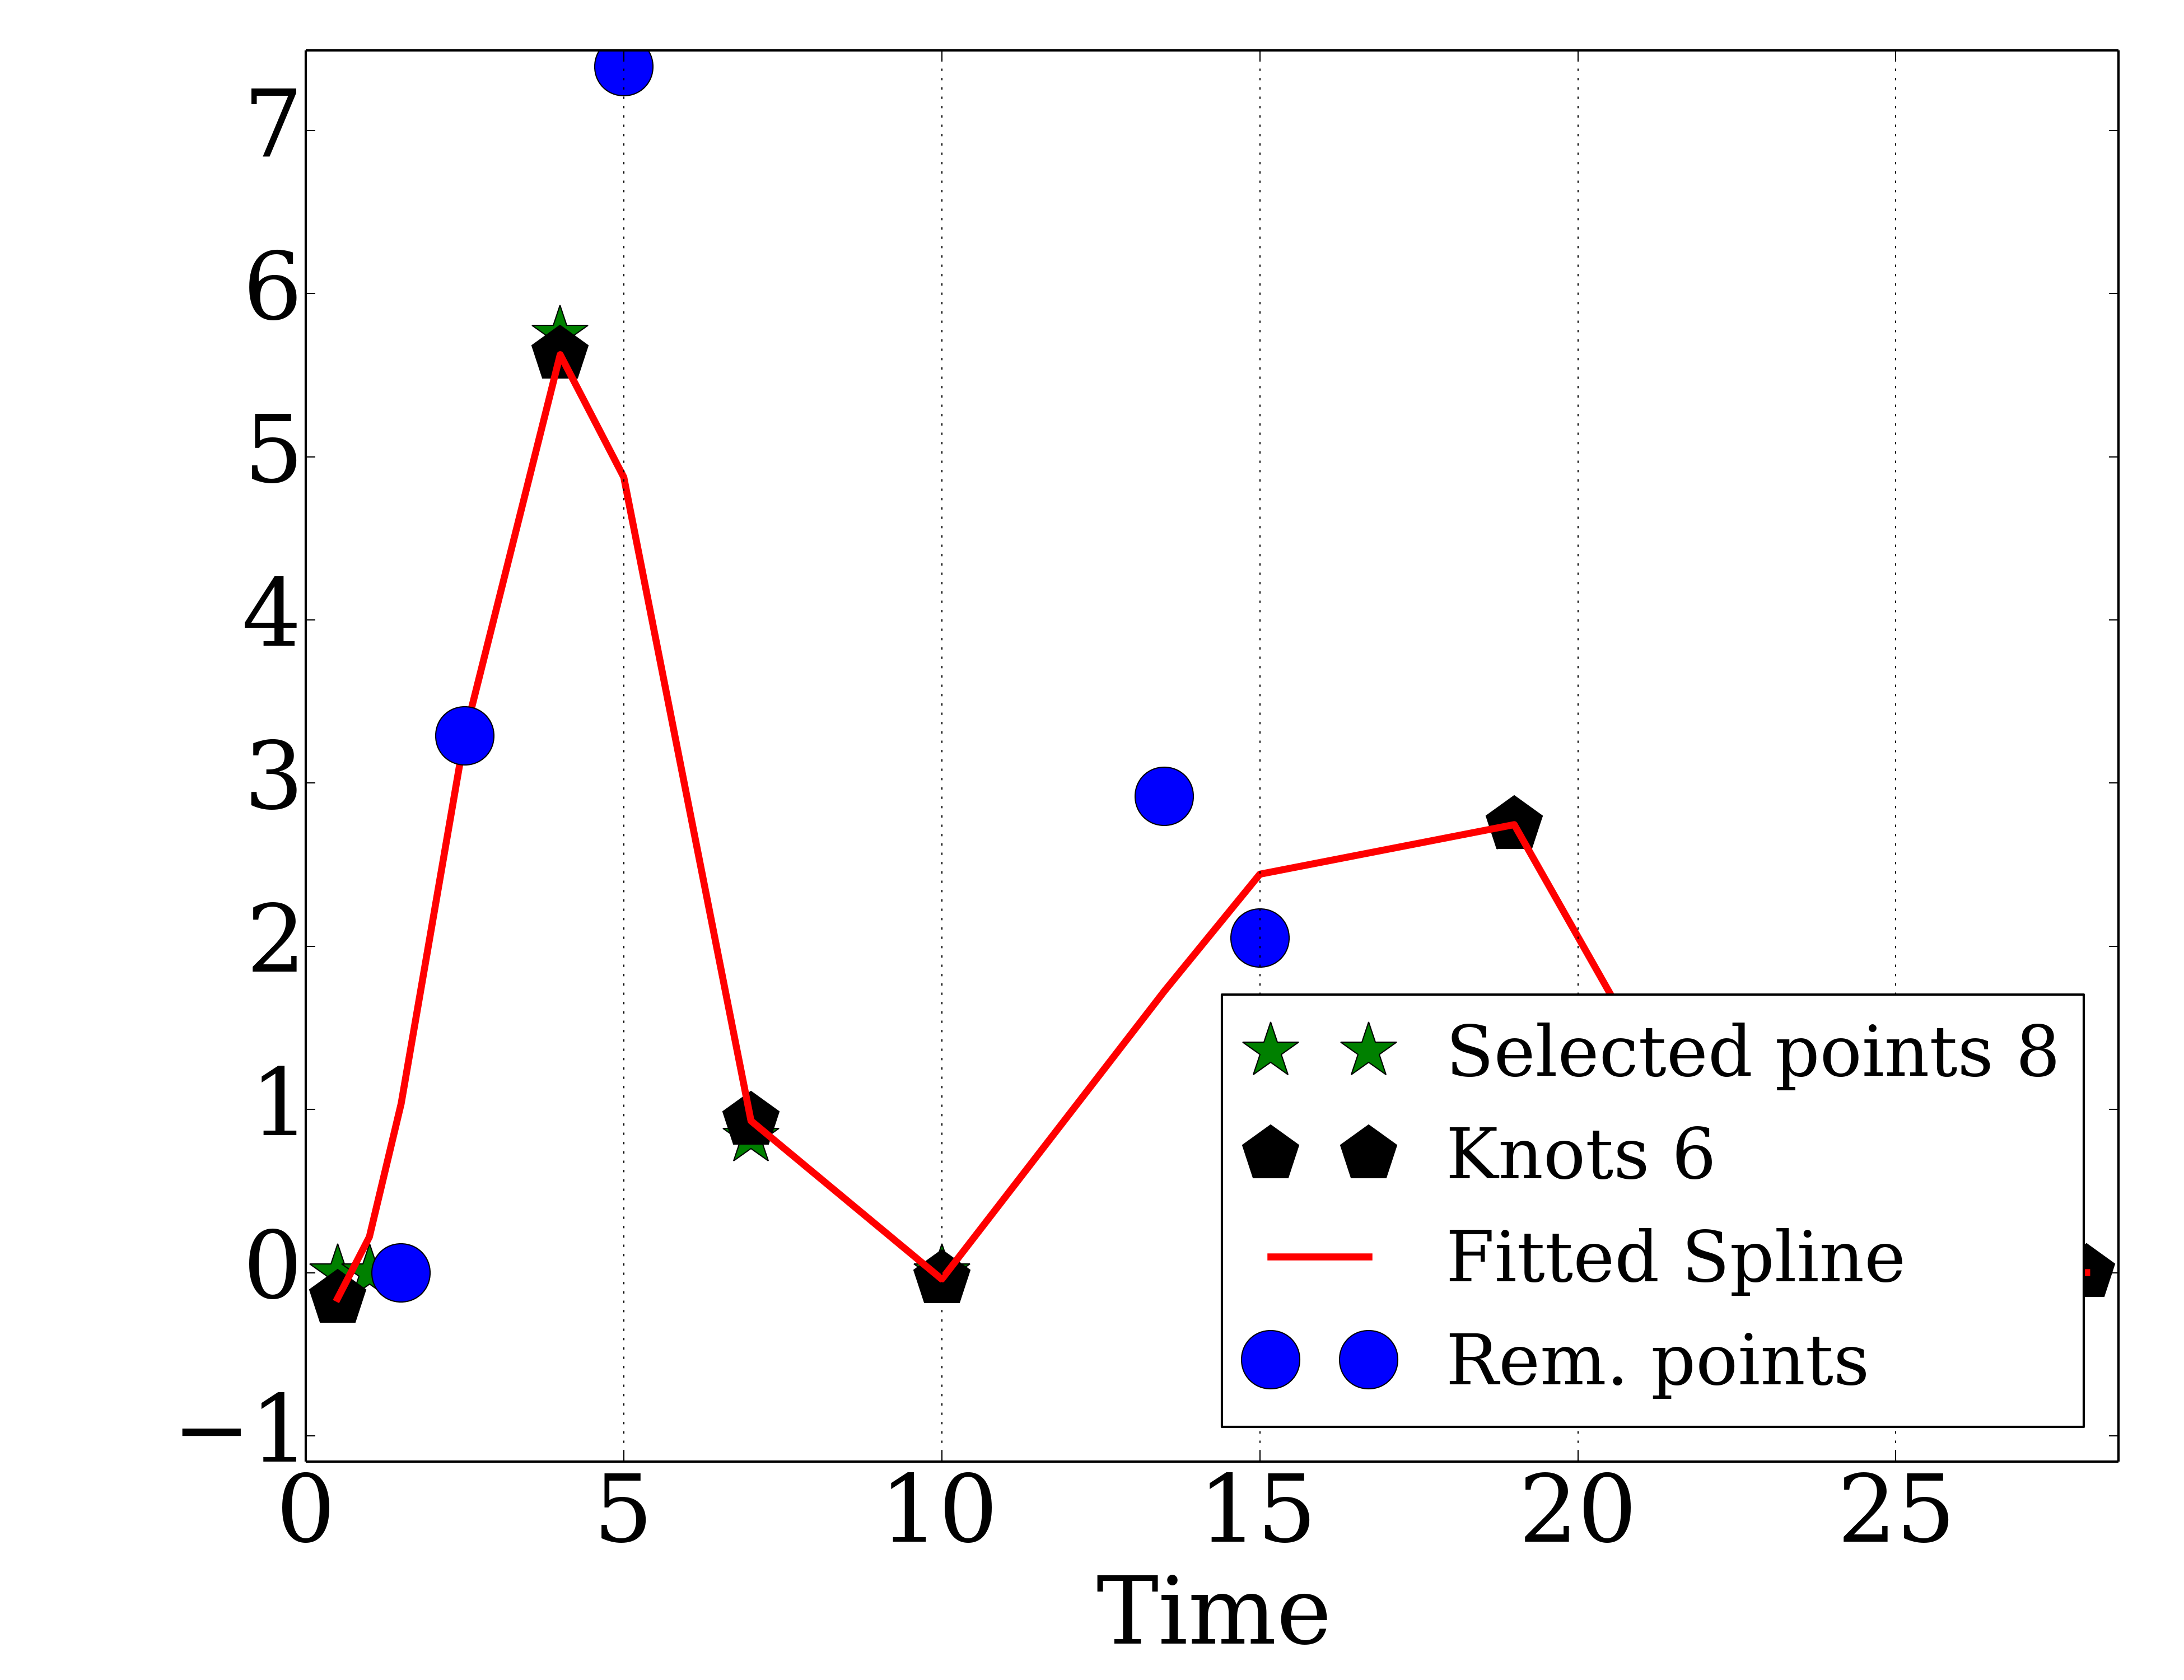 7
6
5
4
3
2
1
0
−1
Selected points 8
Knots 6
Fitted Spline
Rem. points
0 5 10 15 20 25
Time